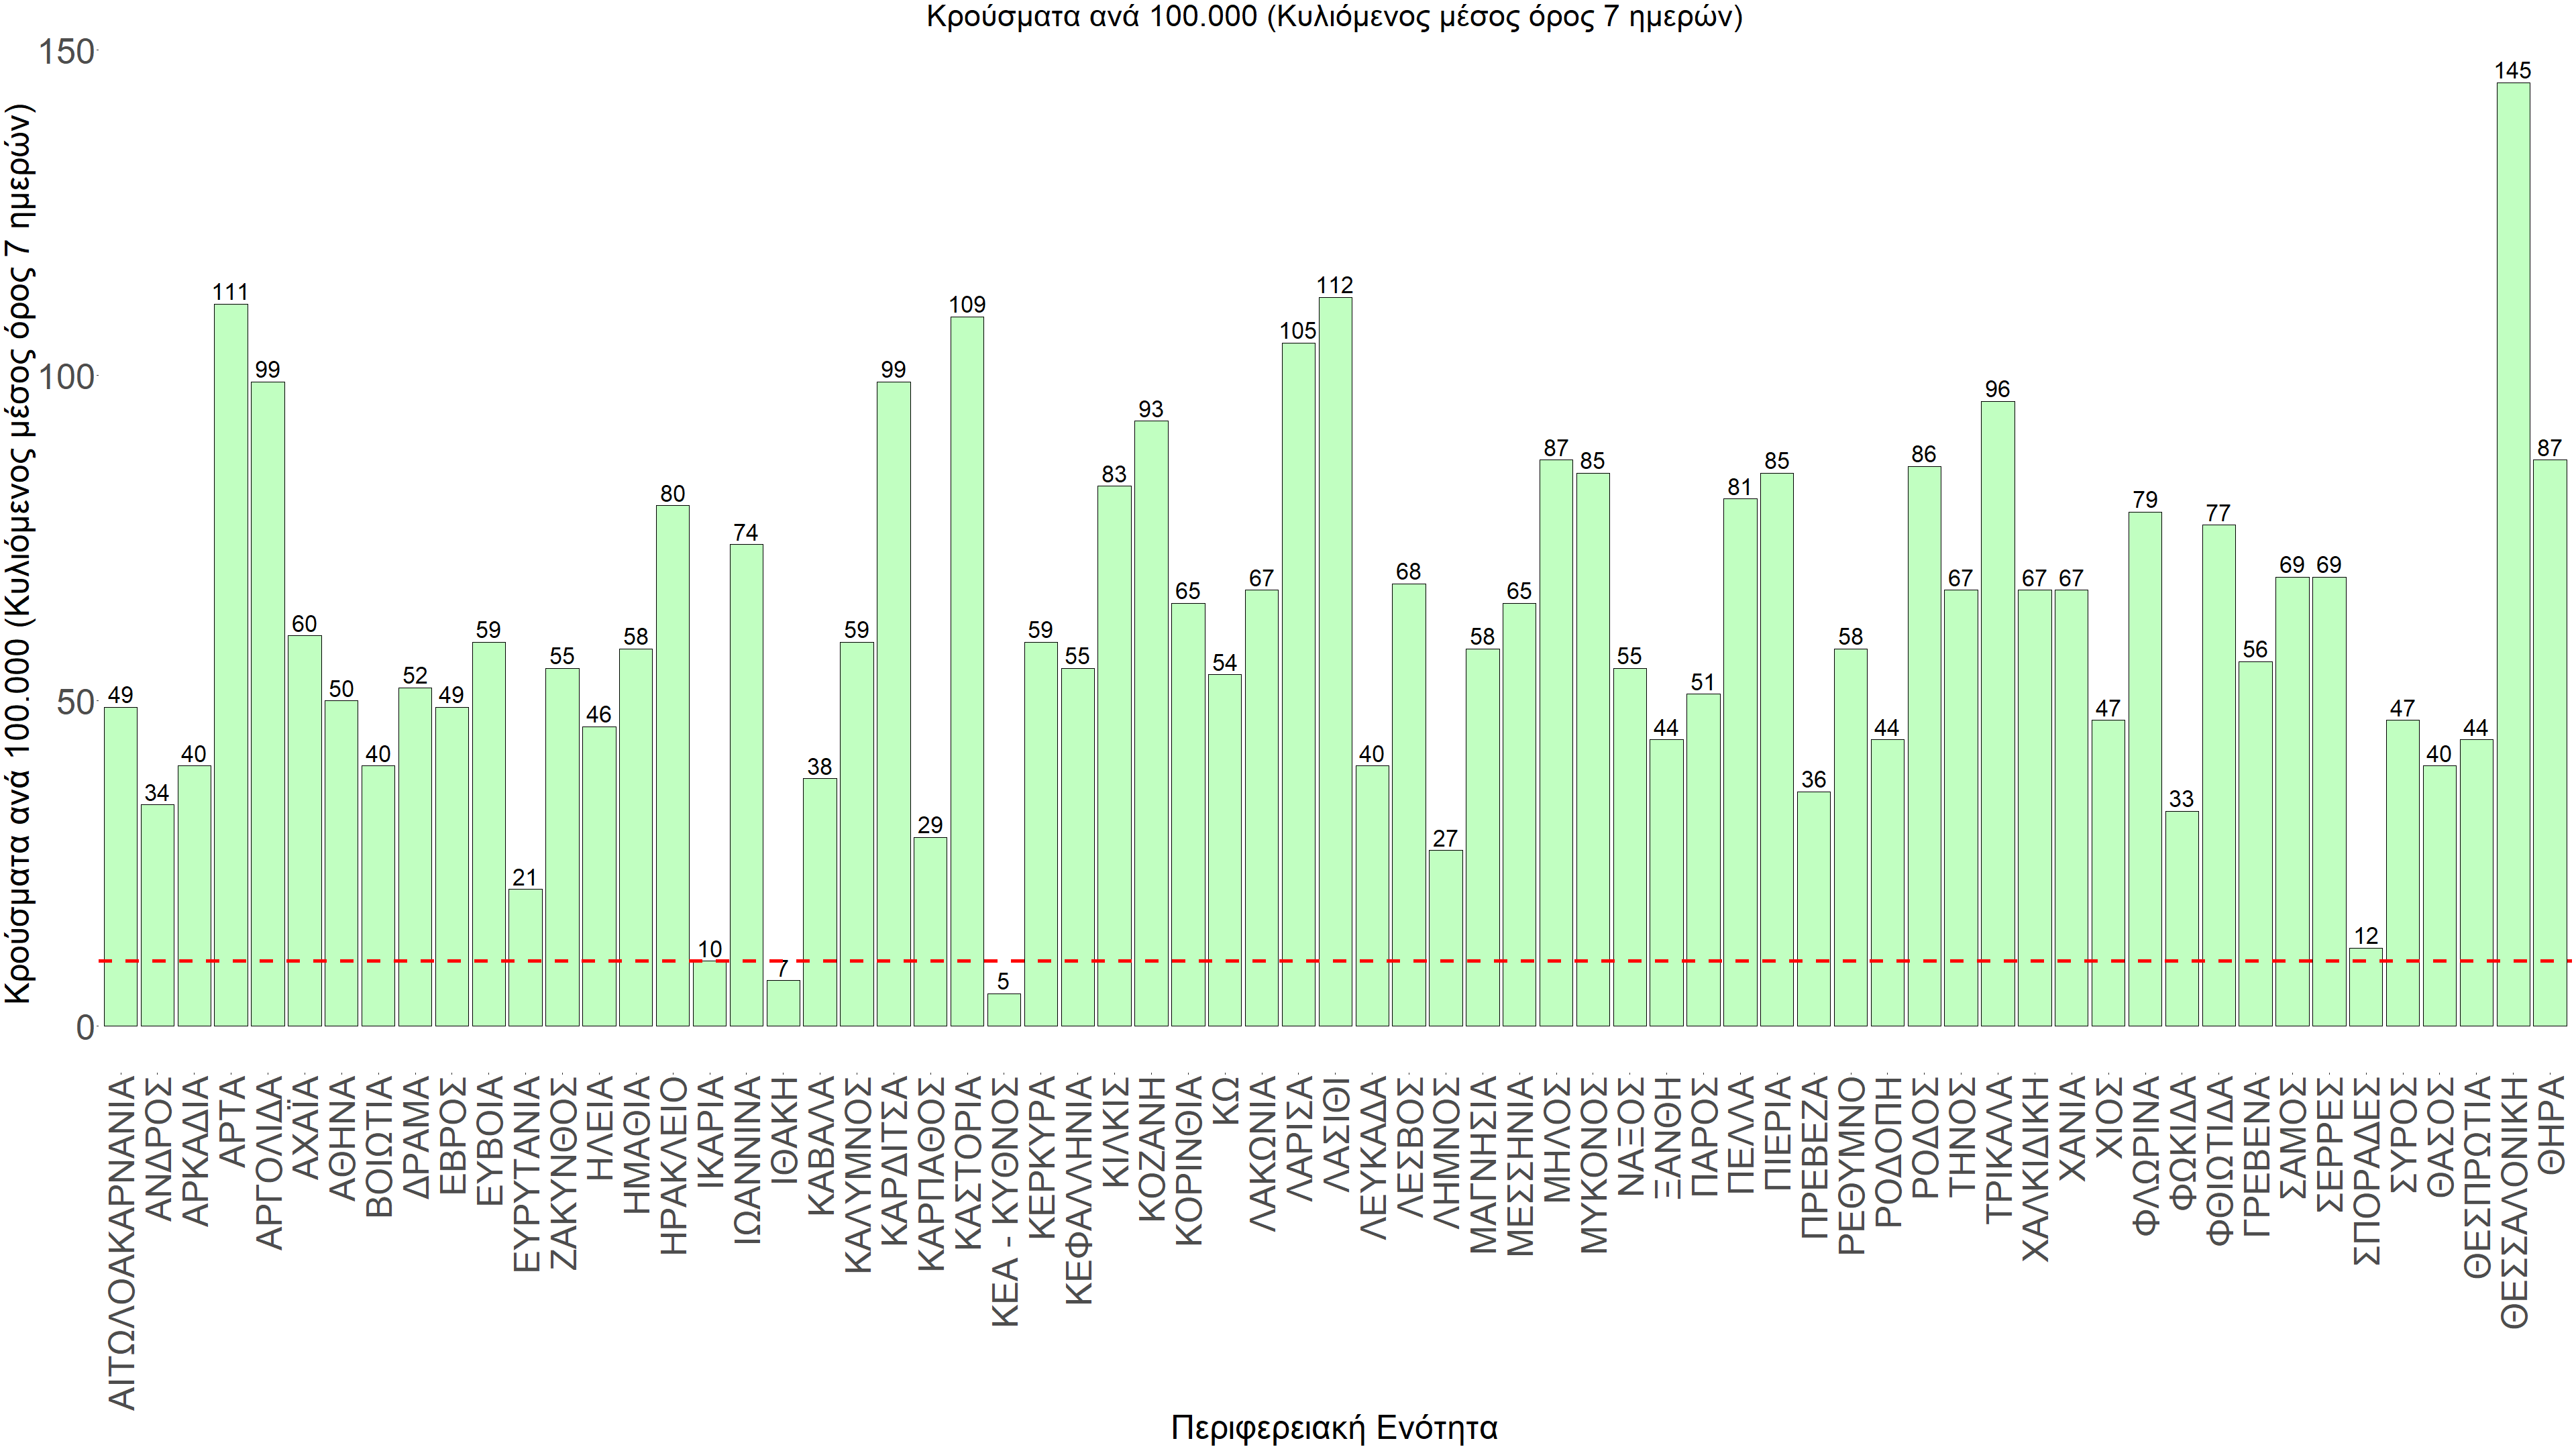 Κρούσματα ανά 100.000 (Κυλιόμενος μέσος όρος 7 ημερών)
Κρούσματα ανά 100.000 (Κυλιόμενος μέσος όρος 7 ημερών)
150
100
50
0
49
34
40
111
99
60
50
40
52
49
59
21
55
46
58
80
10
74
7
38
59
99
29
109
5
59
55
83
93
65
54
67
105
112
40
68
27
58
65
87
85
55
44
51
81
85
36
58
44
86
67
96
67
67
47
79
33
77
56
69
69
12
47
40
44
145
87
ΑΙΤΩΛΟΑΚΑΡΝΑΝΙΑ
ΑΝΔΡΟΣ
ΑΡΚΑΔΙΑ
ΑΡΤΑ
ΑΡΓΟΛΙΔΑ
ΑΧΑΪΑ
ΑΘΗΝΑ
ΒΟΙΩΤΙΑ
ΔΡΑΜΑ
ΕΒΡΟΣ
ΕΥΒΟΙΑ
ΕΥΡΥΤΑΝΙΑ
ΖΑΚΥΝΘΟΣ
ΗΛΕΙΑ
ΗΜΑΘΙΑ
ΗΡΑΚΛΕΙΟ
ΙΚΑΡΙΑ
ΙΩΑΝΝΙΝΑ
ΙΘΑΚΗ
ΚΑΒΑΛΑ
ΚΑΛΥΜΝΟΣ
ΚΑΡΔΙΤΣΑ
ΚΑΡΠΑΘΟΣ
ΚΑΣΤΟΡΙΑ
ΚΕΑ - ΚΥΘΝΟΣ
ΚΕΡΚΥΡΑ
ΚΕΦΑΛΛΗΝΙΑ
ΚΙΛΚΙΣ
ΚΟΖΑΝΗ
ΚΟΡΙΝΘΙΑ
ΚΩ
ΛΑΚΩΝΙΑ
ΛΑΡΙΣΑ
ΛΑΣΙΘΙ
ΛΕΥΚΑΔΑ
ΛΕΣΒΟΣ
ΛΗΜΝΟΣ
ΜΑΓΝΗΣΙΑ
ΜΕΣΣΗΝΙΑ
ΜΗΛΟΣ
ΜΥΚΟΝΟΣ
ΝΑΞΟΣ
ΞΑΝΘΗ
ΠΑΡΟΣ
ΠΕΛΛΑ
ΠΙΕΡΙΑ
ΠΡΕΒΕΖΑ
ΡΕΘΥΜΝΟ
ΡΟΔΟΠΗ
ΡΟΔΟΣ
ΤΗΝΟΣ
ΤΡΙΚΑΛΑ
ΧΑΛΚΙΔΙΚΗ
ΧΑΝΙΑ
ΧΙΟΣ
ΦΛΩΡΙΝΑ
ΦΩΚΙΔΑ
ΦΘΙΩΤΙΔΑ
ΓΡΕΒΕΝΑ
ΣΑΜΟΣ
ΣΕΡΡΕΣ
ΣΠΟΡΑΔΕΣ
ΣΥΡΟΣ
ΘΑΣΟΣ
ΘΕΣΠΡΩΤΙΑ
ΘΕΣΣΑΛΟΝΙΚΗ
ΘΗΡΑ
Περιφερειακή Ενότητα